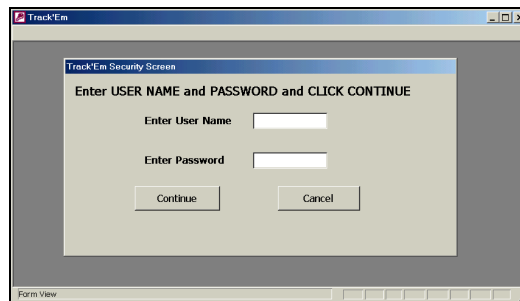 Track'Em
Track'Em Security Screen
Enter USER NAME and PASSWORD and CLICK CONTINUE
Enter User Name
Enter Password
Continue Cancel
Form View